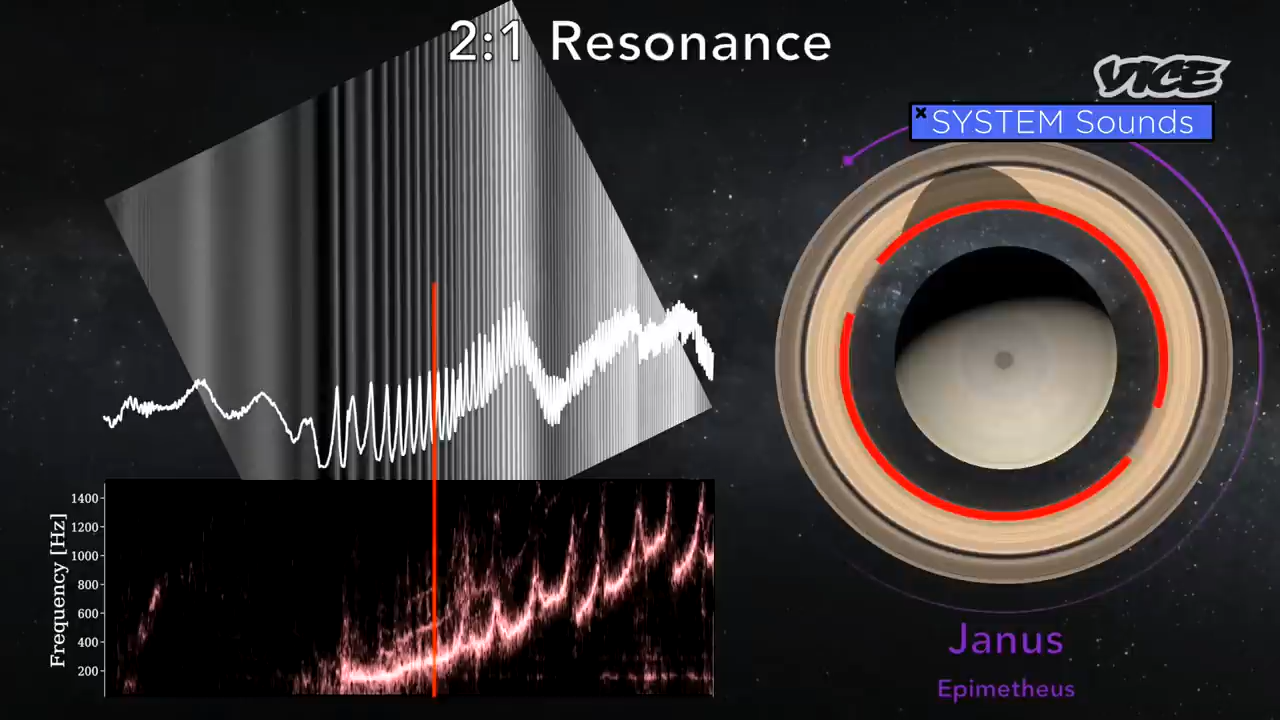 2:1 Resonance
VICE
x SYSTEM Sounds
1400
1200
1000
800
600
400
200
Frequency [Hz]
Janus
Epimetheus